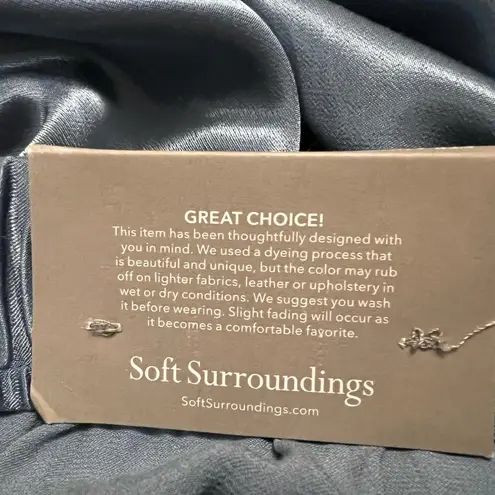 GREAT CHOICE!
This item has been thoughtfully designed with
you in mind. We used a dyeing process that
is beautiful and unique, but the color may rub
off on lighter fabrics, leather or upholstery in
wet or dry conditions. We suggest you wash
it before wearing. Slight fading will occur as
it becomes a comfortable favorite.
Soft Surroundings
SoftSurroundings.com